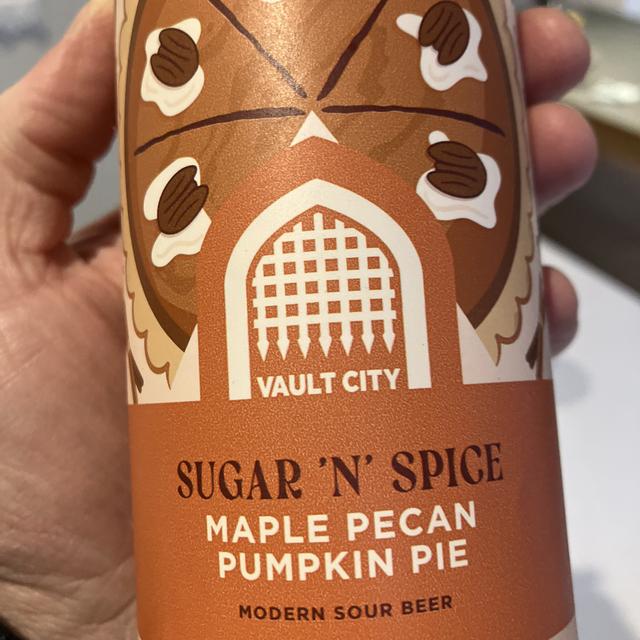 VAULT CITY
SUGAR 'N' SPICE
MAPLE PECAN
PUMPKIN PIE
MODERN SOUR BEER